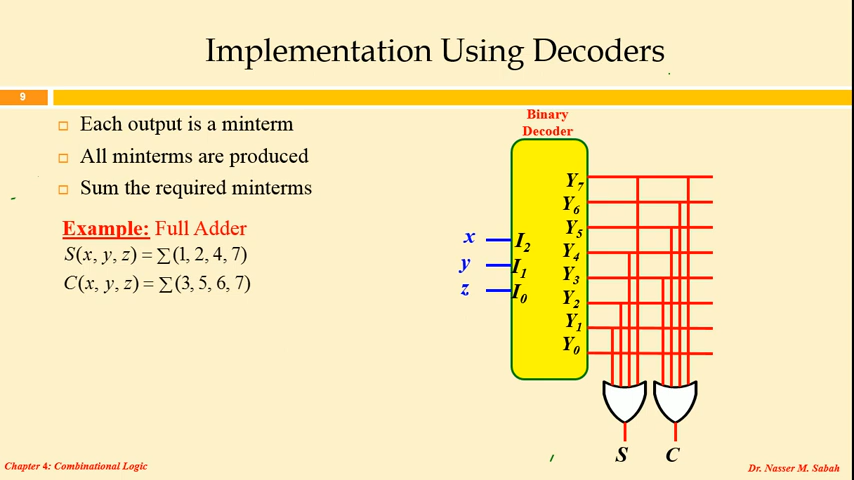 Implementation Using Decoders
9
Each output is a minterm
All minterms are produced
Sum the required minterms
Example: Full Adder
S(x, y, z) = ∑(1, 2, 4, 7)
C(x, y, z) = ∑(3, 5, 6, 7)
Binary
Decoder
Y7
Y6
Y5
x I2 Y4
y I1 Y3
z I0 Y2
Y1
Y0
S C
Chapter 4: Combinational Logic
Dr. Nasser M. Sabah